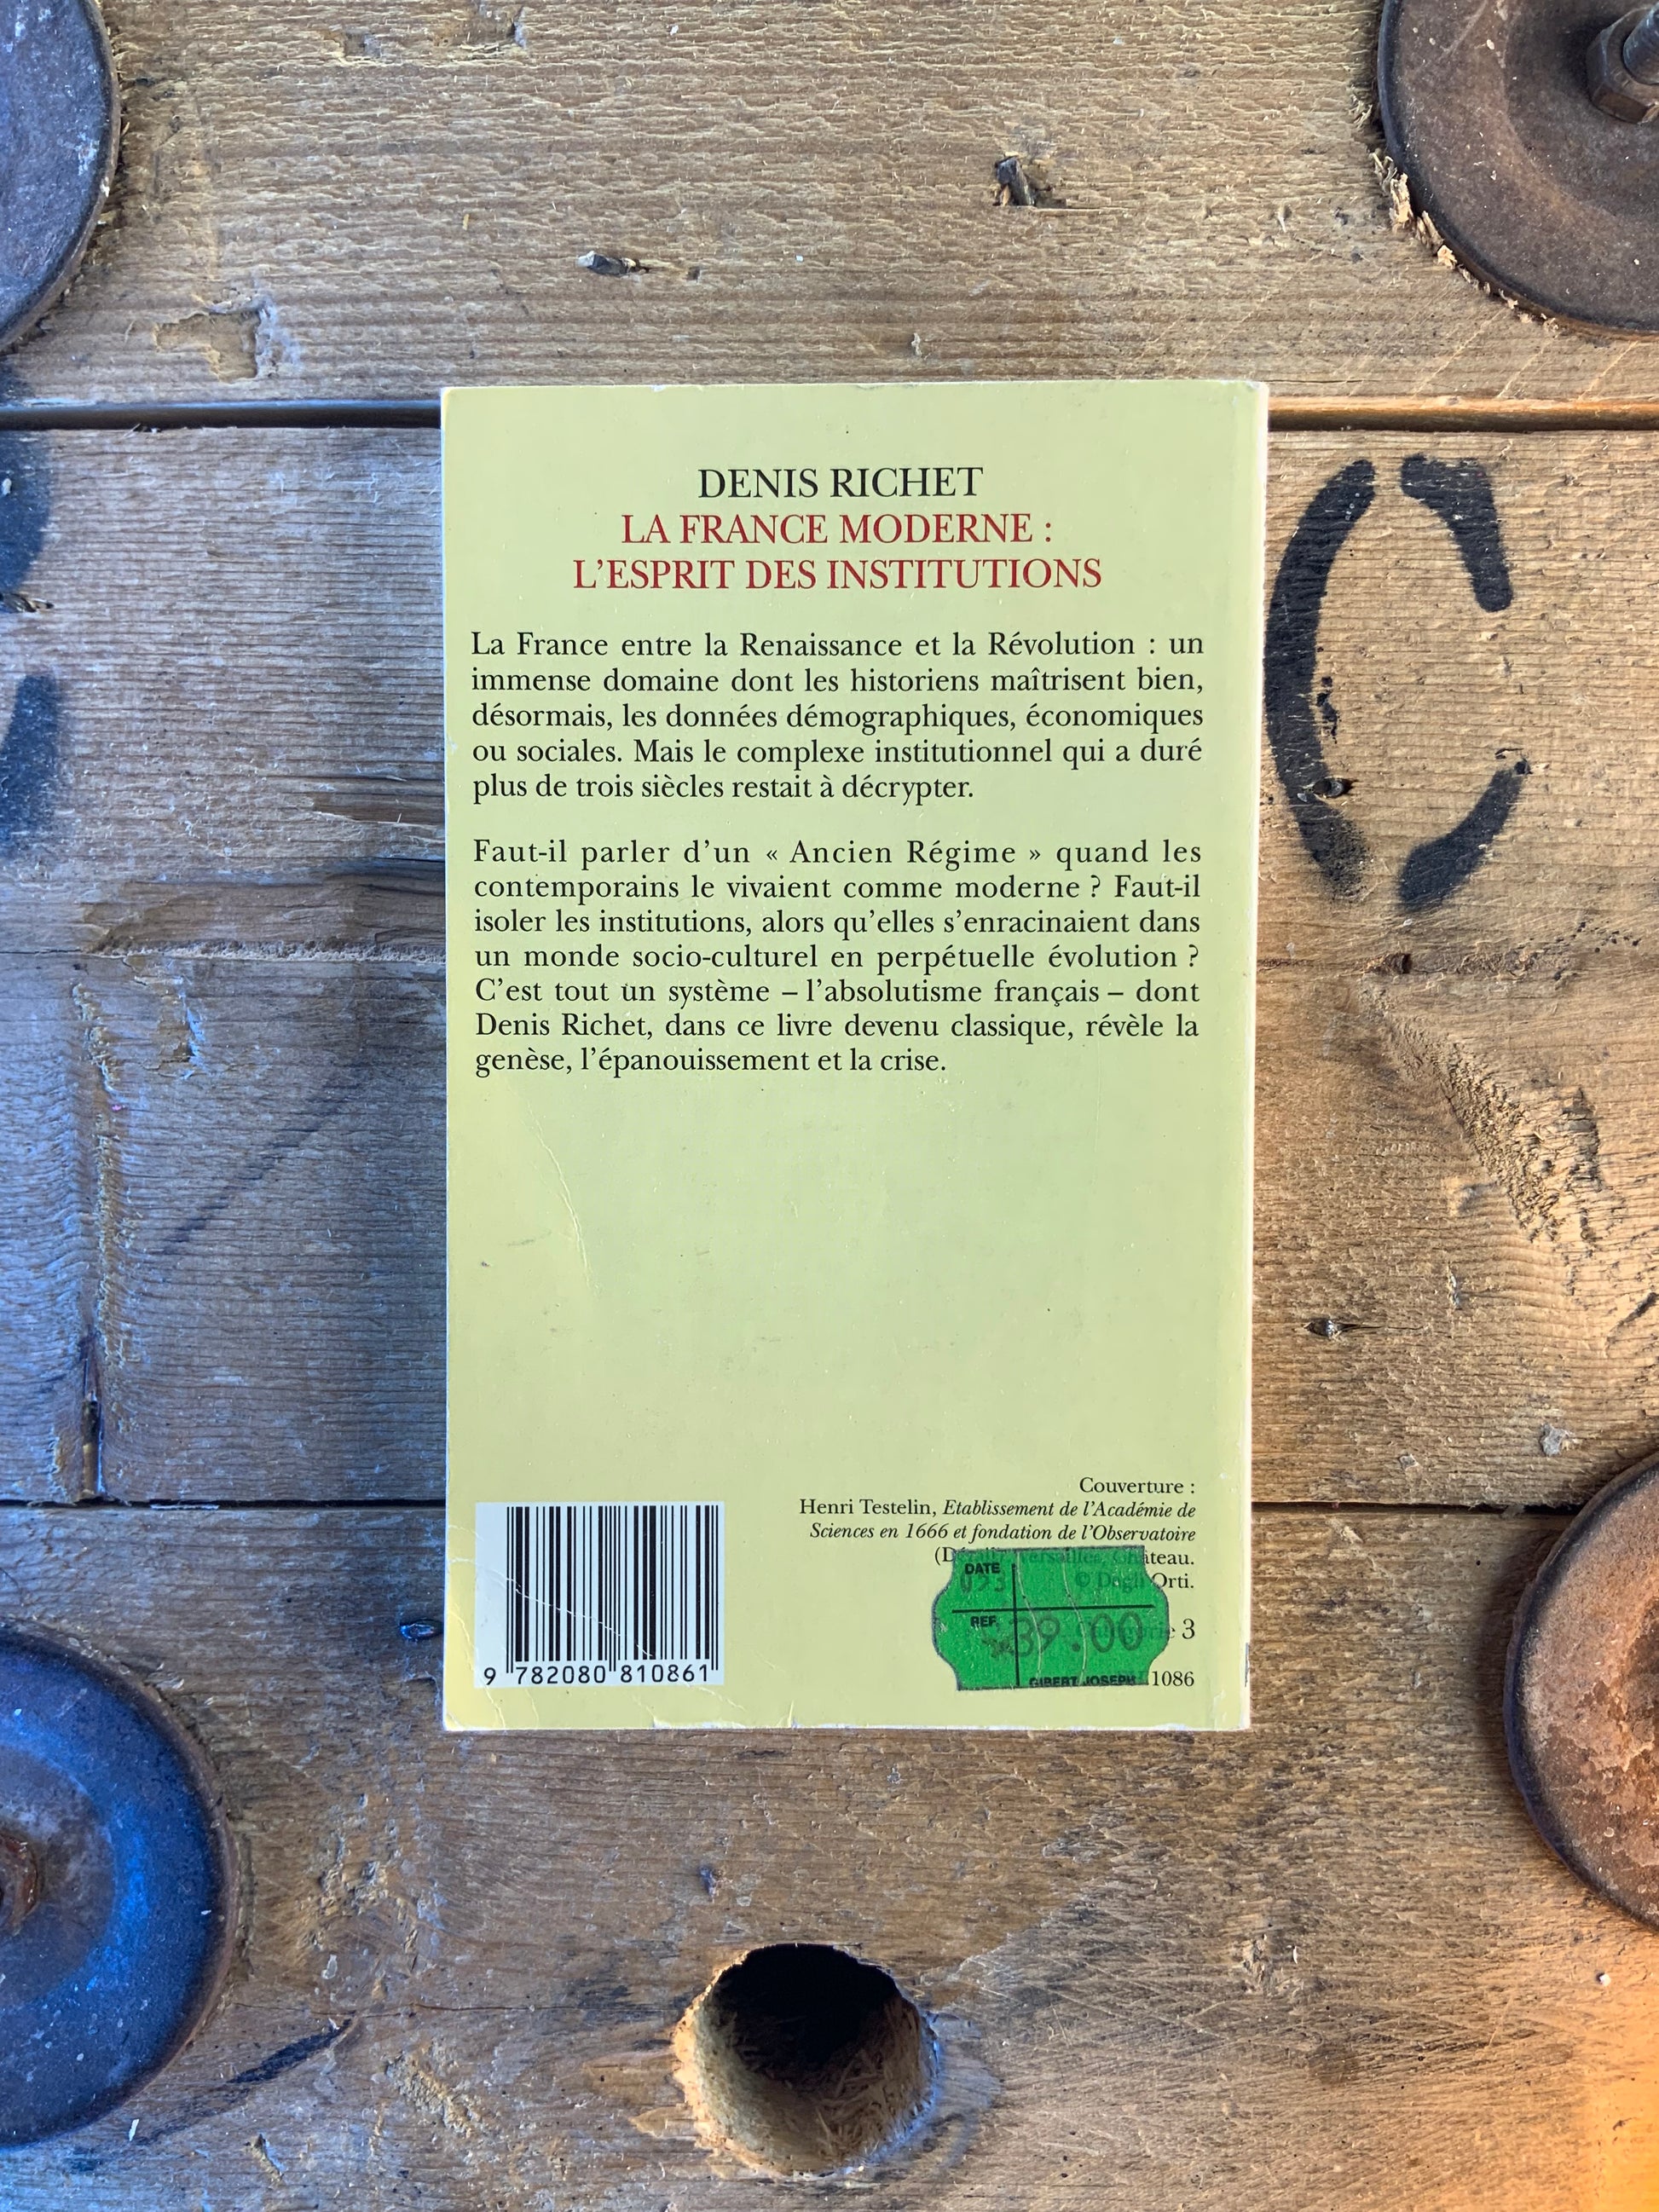 DENIS RICHET
LA FRANCE MODERNE :
L'ESPRIT DES INSTITUTIONS
La France entre la Renaissance et la Révolution : un
immense domaine dont les historiens maîtrisent bien,
désormais, les données démographiques, économiques
ou sociales. Mais le complexe institutionnel qui a duré
plus de trois siècles restait à décrypter.
Faut-il parler d'un « Ancien Régime » quand les
contemporains le vivaient comme moderne ? Faut-il
isoler les institutions, alors qu'elles s'enracinaient dans
un monde socio-culturel en perpétuelle évolution ?
C'est tout un système – l'absolutisme français – dont
Denis Richet, dans ce livre devenu classique, révèle la
genèse, l'épanouissement et la crise.
Couverture :
Henri Testelin, Etablissement de l'Académie de
Sciences en 1666 et fondation de l'Observatoire
(Détail). Versailles, Château.
© Dagli Orti.
DATE
REF.
39.00
Catégorie 3
GIBERT JOSEPH
1086
9 782080 810861
C